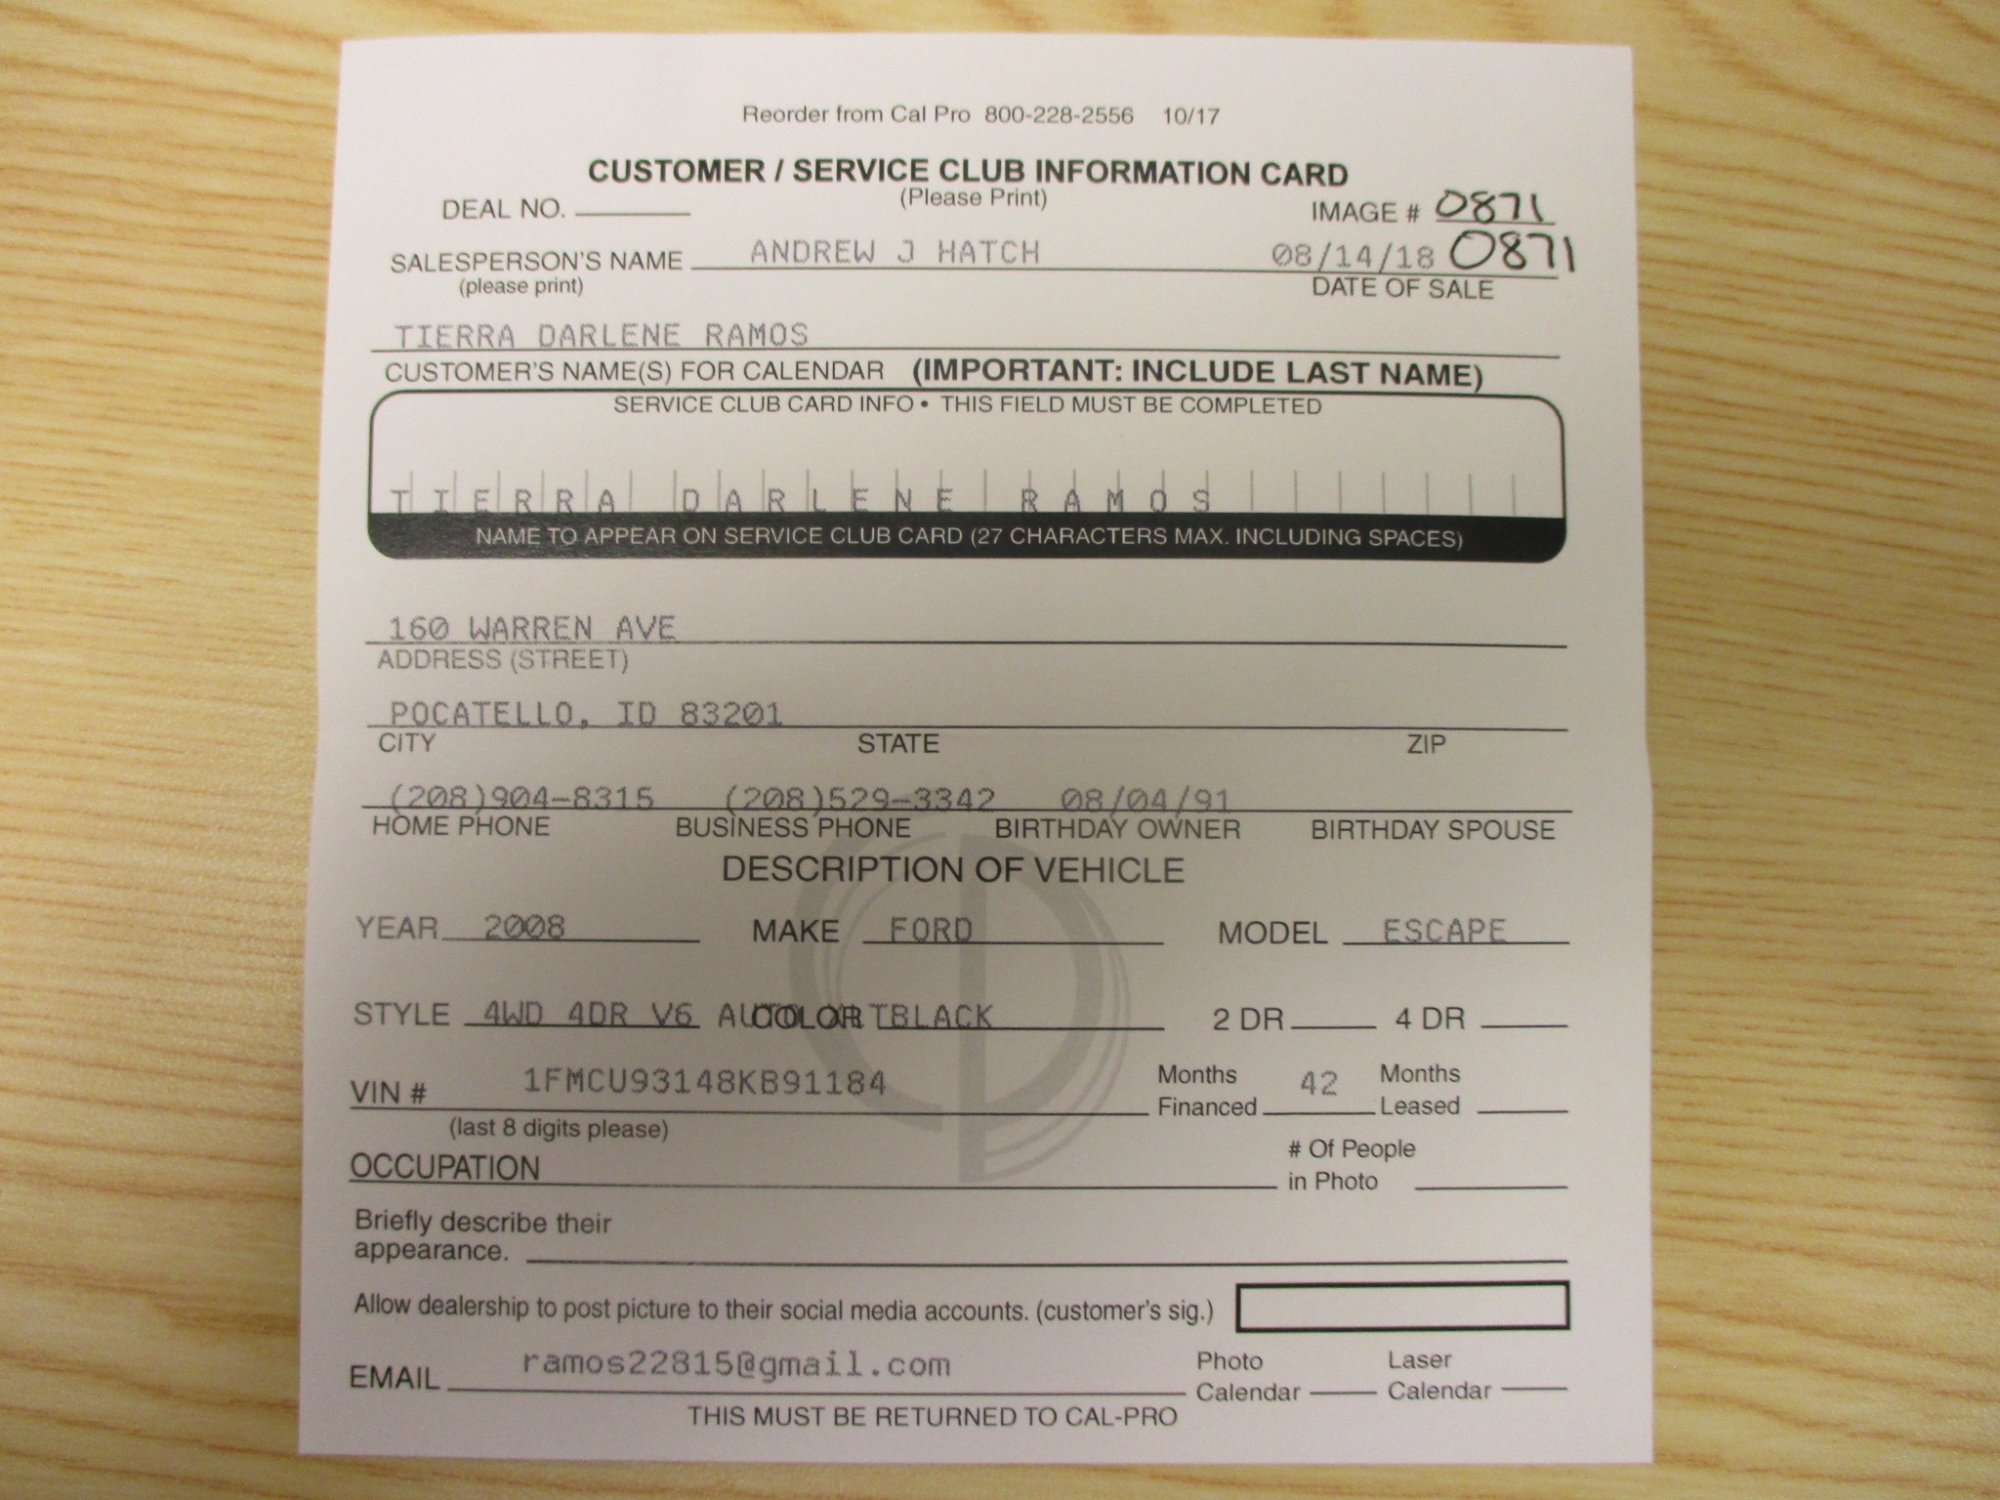 Reorder from Cal Pro 800-228-2556 10/17
CUSTOMER / SERVICE CLUB INFORMATION CARD
(Please Print)
DEAL NO.
IMAGE # 0871
SALESPERSON'S NAME ANDREW J HATCH 08/14/18 0871
(please print) DATE OF SALE
TIERRA DARLENE RAMOS
CUSTOMER'S NAME(S) FOR CALENDAR (IMPORTANT: INCLUDE LAST NAME)
SERVICE CLUB CARD INFO • THIS FIELD MUST BE COMPLETED
TIERRA DARLENE RAMOS
NAME TO APPEAR ON SERVICE CLUB CARD (27 CHARACTERS MAX. INCLUDING SPACES)
160 WARREN AVE
ADDRESS (STREET)
POCATELLO, ID 83201
CITY STATE ZIP
(208)904-8315 (208)529-3342 08/04/91
HOME PHONE BUSINESS PHONE BIRTHDAY OWNER BIRTHDAY SPOUSE
DESCRIPTION OF VEHICLE
YEAR 2008 MAKE FORD MODEL ESCAPE
STYLE 4WD 4DR V6 AUTO COLOR BLACK 2 DR 4 DR
VIN # 1FMCU93148KB91184 Months Financed 42 Months Leased
(last 8 digits please)
OCCUPATION # Of People in Photo
Briefly describe their
appearance.
Allow dealership to post picture to their social media accounts. (customer's sig.)
EMAIL ramos22815@gmail.com Photo Calendar Laser Calendar
THIS MUST BE RETURNED TO CAL-PRO